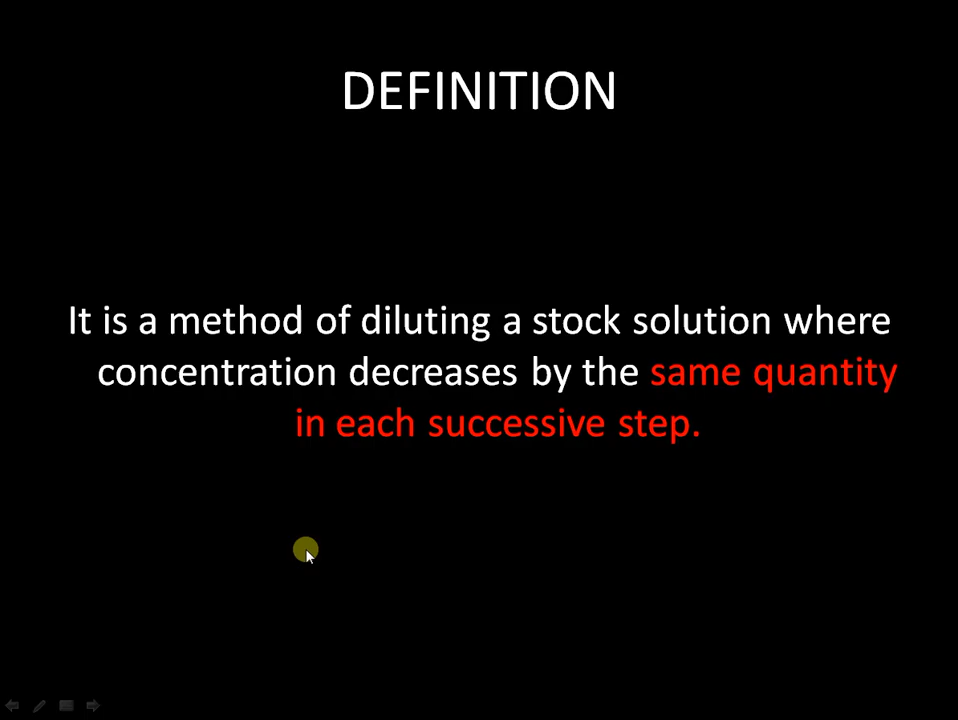 DEFINITION
It is a method of diluting a stock solution where
concentration decreases by the same quantity
in each successive step.